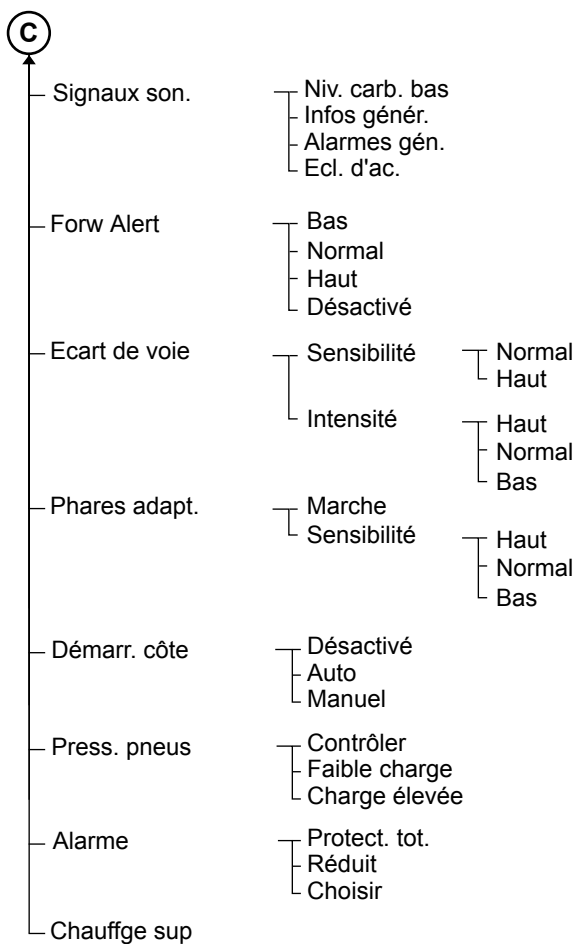 C
Signaux son.
Niv. carb. bas
Infos génér.
Alarmes gén.
Ecl. d'ac.
Forw Alert
Bas
Normal
Haut
Désactivé
Ecart de voie
Sensibilité
Normal
Haut
Intensité
Haut
Normal
Bas
Phares adapt.
Marche
Sensibilité
Haut
Normal
Bas
Démarr. côte
Désactivé
Auto
Manuel
Press. pneus
Contrôler
Faible charge
Charge élevée
Alarme
Protect. tot.
Réduit
Choisir
Chauffge sup